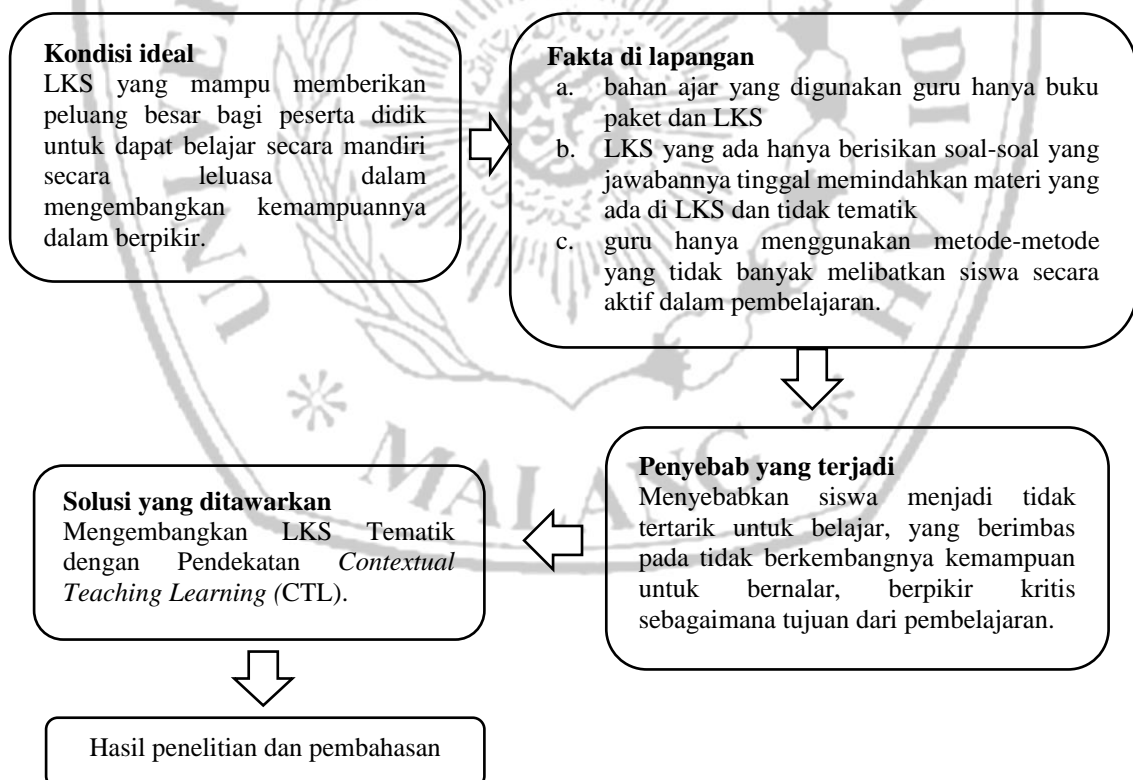 Kondisi ideal
LKS yang mampu memberikan
peluang besar bagi peserta didik
untuk dapat belajar secara mandiri
secara leluasa dalam
mengembangkan kemampuannya
dalam berpikir.
Fakta di lapangan
a. bahan ajar yang digunakan guru hanya buku
paket dan LKS
b. LKS yang ada hanya berisikan soal-soal yang
jawabannya tinggal memindahkan materi yang
ada di LKS dan tidak tematik
c. guru hanya menggunakan metode-metode
yang tidak banyak melibatkan siswa secara
aktif dalam pembelajaran.
Penyebab yang terjadi
Menyebabkan siswa menjadi tidak
tertarik untuk belajar, yang berimbas
pada tidak berkembangnya kemampuan
untuk bernalar, berpikir kritis
sebagaimana tujuan dari pembelajaran.
Solusi yang ditawarkan
Mengembangkan LKS Tematik
dengan Pendekatan Contextual
Teaching Learning (CTL).
Hasil penelitian dan pembahasan
MALANG